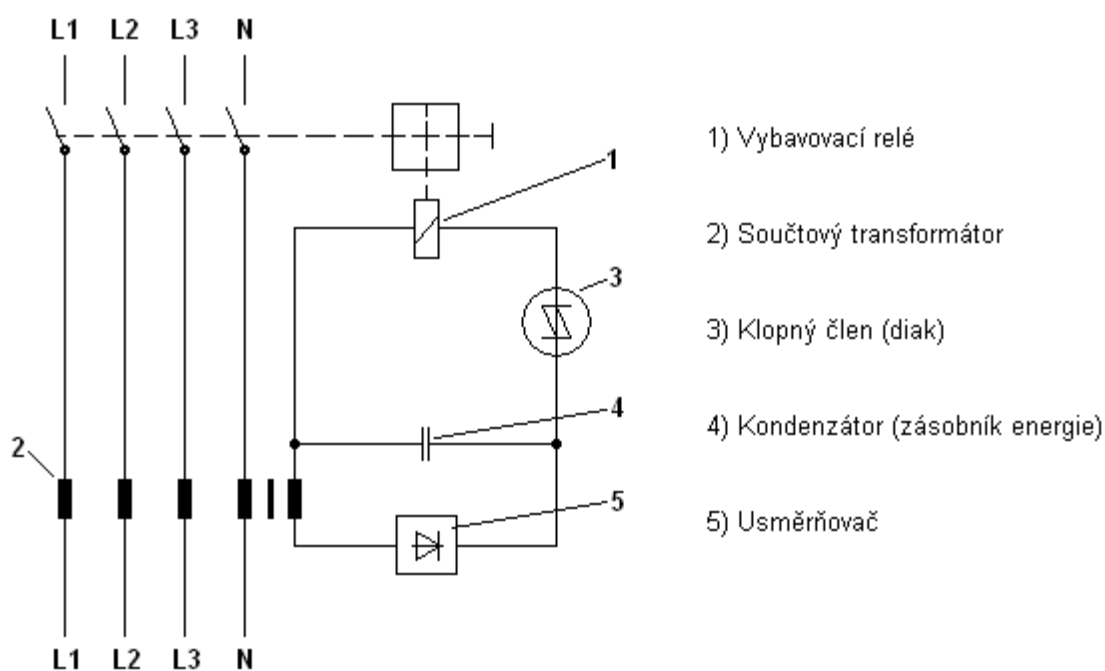 L1 L2 L3 N
1
1) Vybavovací relé
2) Součtový transformátor
3
3) Klopný člen (diak)
4
4) Kondenzátor (zásobník energie)
2
5
5) Usměrňovač
L1 L2 L3 N